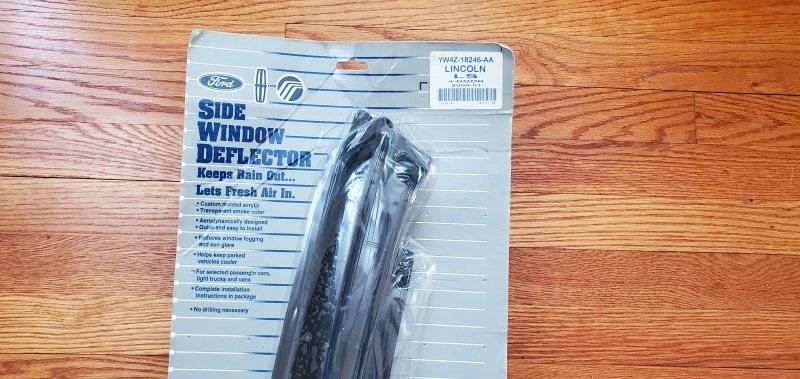 YW4Z-18246-AA
LINCOLN
LS
4-DOOR
2000-01
Ford
SIDE
WINDOW
DEFLECTOR
Keeps Rain Out...
Lets Fresh Air In.
• Custom molded acrylic
• Transparent smoke color
• Aerodynamically designed
• Quick and easy to install
• Reduces window fogging
and sun glare
• Helps keep parked
vehicles cooler
• For selected passenger cars,
light trucks and vans
• Complete installation
instructions in package
• No drilling necessary